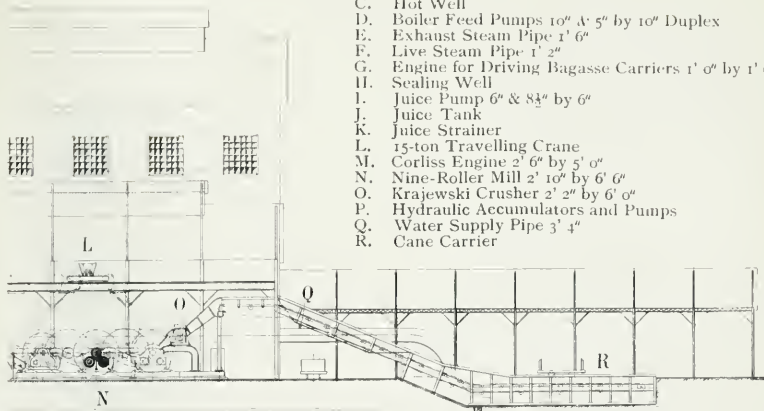 C. Hot Well
D. Boiler Feed Pumps 10" & 5" by 10" Duplex
E. Exhaust Steam Pipe 1' 6"
F. Live Steam Pipe 1' 2"
G. Engine for Driving Bagasse Carriers 1' 0" by 1'
H. Sealing Well
I. Juice Pump 6" & 8½" by 6"
J. Juice Tank
K. Juice Strainer
L. 15-ton Travelling Crane
M. Corliss Engine 2' 6" by 5' 0"
N. Nine-Roller Mill 2' 10" by 6' 6"
O. Krajewski Crusher 2' 2" by 6' 0"
P. Hydraulic Accumulators and Pumps
Q. Water Supply Pipe 3' 4"
R. Cane Carrier
L
O
Q
R
N